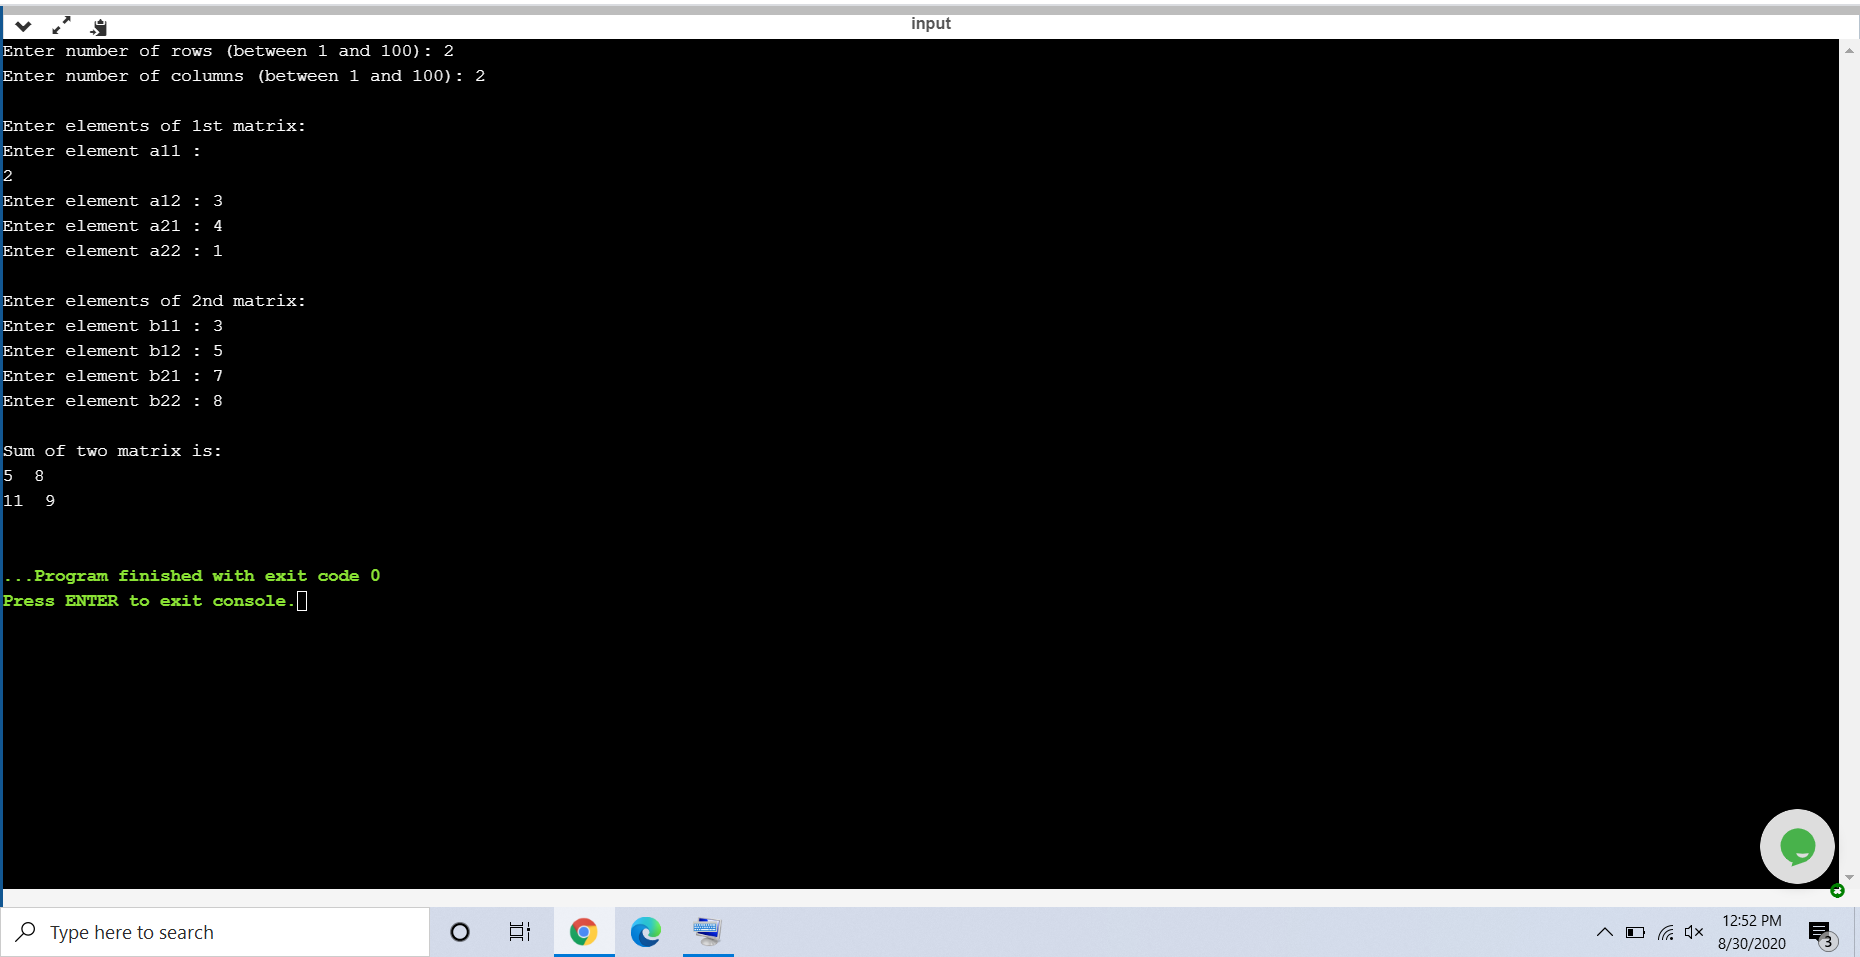 input
Enter number of rows (between 1 and 100): 2
Enter number of columns (between 1 and 100): 2
Enter elements of 1st matrix:
Enter element a11 :
2
Enter element a12 : 3
Enter element a21 : 4
Enter element a22 : 1
Enter elements of 2nd matrix:
Enter element b11 : 3
Enter element b12 : 5
Enter element b21 : 7
Enter element b22 : 8
Sum of two matrix is:
5  8
11  9
...Program finished with exit code 0
Press ENTER to exit console.
Type here to search
12:52 PM
8/30/2020
3